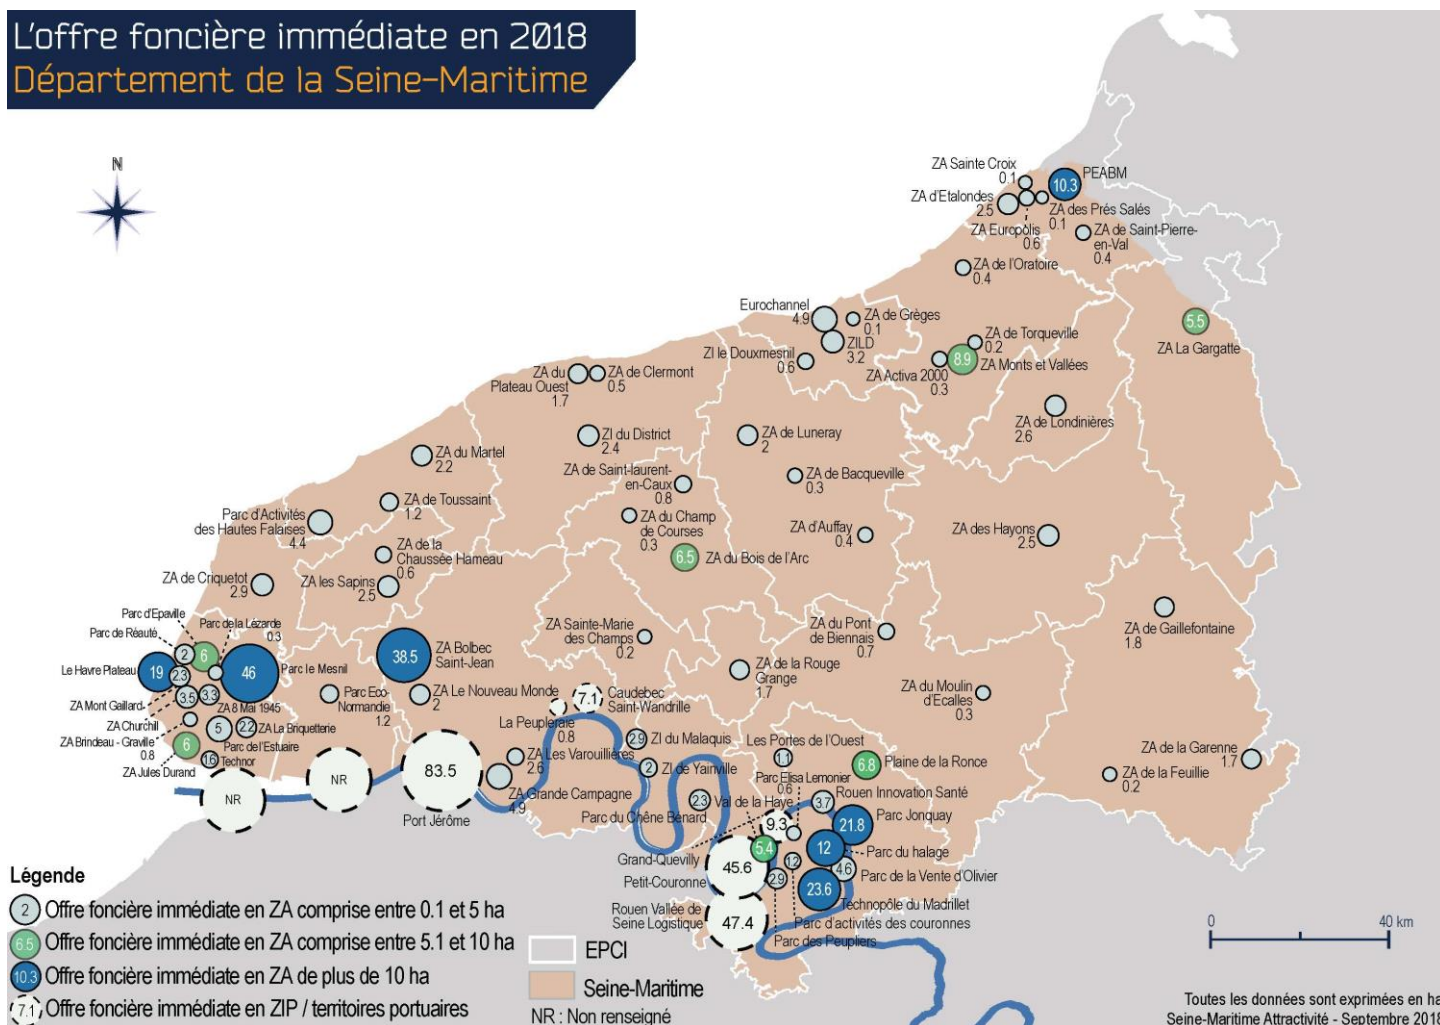 L'offre foncière immédiate en 2018
Département de la Seine-Maritime
N
ZA Sainte Croix
0.1
PEABM
10.3
ZA d'Etalondes
2.5
ZA des Prés Salés
0.1
ZA Europolis
0.6
ZA de Saint-Pierre-
en-Val
0.4
ZA de l'Oratoire
0.4
Eurochannel
4.9
ZA de Grèges
0.1
ZILD
3.2
ZI le Douxmesnil
0.6
ZA de Torqueville
0.2
8.9
ZA Monts et Vallées
ZA Activa 2000
0.3
5.5
ZA La Gargatte
ZA du
Plateau Ouest
1.7
ZA de Clermont
0.5
ZA de Londinières
2.6
ZI du District
2.4
ZA de Luneray
2
ZA du Martel
2.2
ZA de Saint-laurent-
en-Caux
0.8
ZA de Bacqueville
0.3
ZA de Toussaint
1.2
Parc d'Activités
des Hautes Falaises
4.4
ZA du Champ
de Courses
0.3
ZA d'Auffay
0.4
ZA des Hayons
2.5
ZA de la
Chaussée Hameau
0.6
6.5
ZA du Bois de l'Arc
ZA de Criquetot
2.9
ZA les Sapins
2.5
Parc d'Epaville
Parc de la Lézarde
0.3
Parc de Réauté
2
6
ZA Sainte-Marie
des Champs
0.2
ZA du Pont
de Biennais
0.7
ZA de Gaillefontaine
1.8
38.5
ZA Bolbec
Saint-Jean
Le Havre Plateau
19
2.3
46
Parc le Mesnil
ZA de la Rouge
Grange
1.7
ZA Mont Gaillard
3.5
3.3
ZA 8 Mai 1945
Parc Eco-
Normandie
1.2
ZA Le Nouveau Monde
2
7.1
Caudebec
Saint-Wandrille
ZA du Moulin
d'Ecalles
0.3
ZA Churchill
ZA Brindeau - Graville
0.8
5
2.2
ZA La Briquetterie
La Peupleraie
0.8
2.9
ZI du Malaquis
Les Portes de l'Ouest
1.1
6
Parc de l'Estuaire
ZA Jules Durand
1.6
Technor
ZA de la Garenne
1.7
6.8
Plaine de la Ronce
NR
NR
83.5
Port Jérôme
ZA Les Varouillières
2.6
ZA Grande Campagne
4.9
2
ZI de Yainville
Parc Elisa Lemonier
0.6
ZA de la Feuillie
0.2
2.3
Val de la Haye
Parc du Chêne Bénard
3.7
Rouen Innovation Santé
9.3
21.8
Parc Jonquay
Grand-Quevilly
5.4
12
Parc du halage
Petit-Couronne
45.6
1.2
2.9
4.6
Parc de la Vente d'Olivier
23.6
Technopôle du Madrillet
Rouen Vallée de
Seine Logistique
47.4
Parc d'activités des couronnes
Parc des Peupliers
Légende
2 Offre foncière immédiate en ZA comprise entre 0.1 et 5 ha
6.5 Offre foncière immédiate en ZA comprise entre 5.1 et 10 ha
10.3 Offre foncière immédiate en ZA de plus de 10 ha
7.1 Offre foncière immédiate en ZIP / territoires portuaires
EPCI
Seine-Maritime
NR : Non renseigné
0 40 km
Toutes les données sont exprimées en ha
Seine-Maritime Attractivité - Septembre 2018